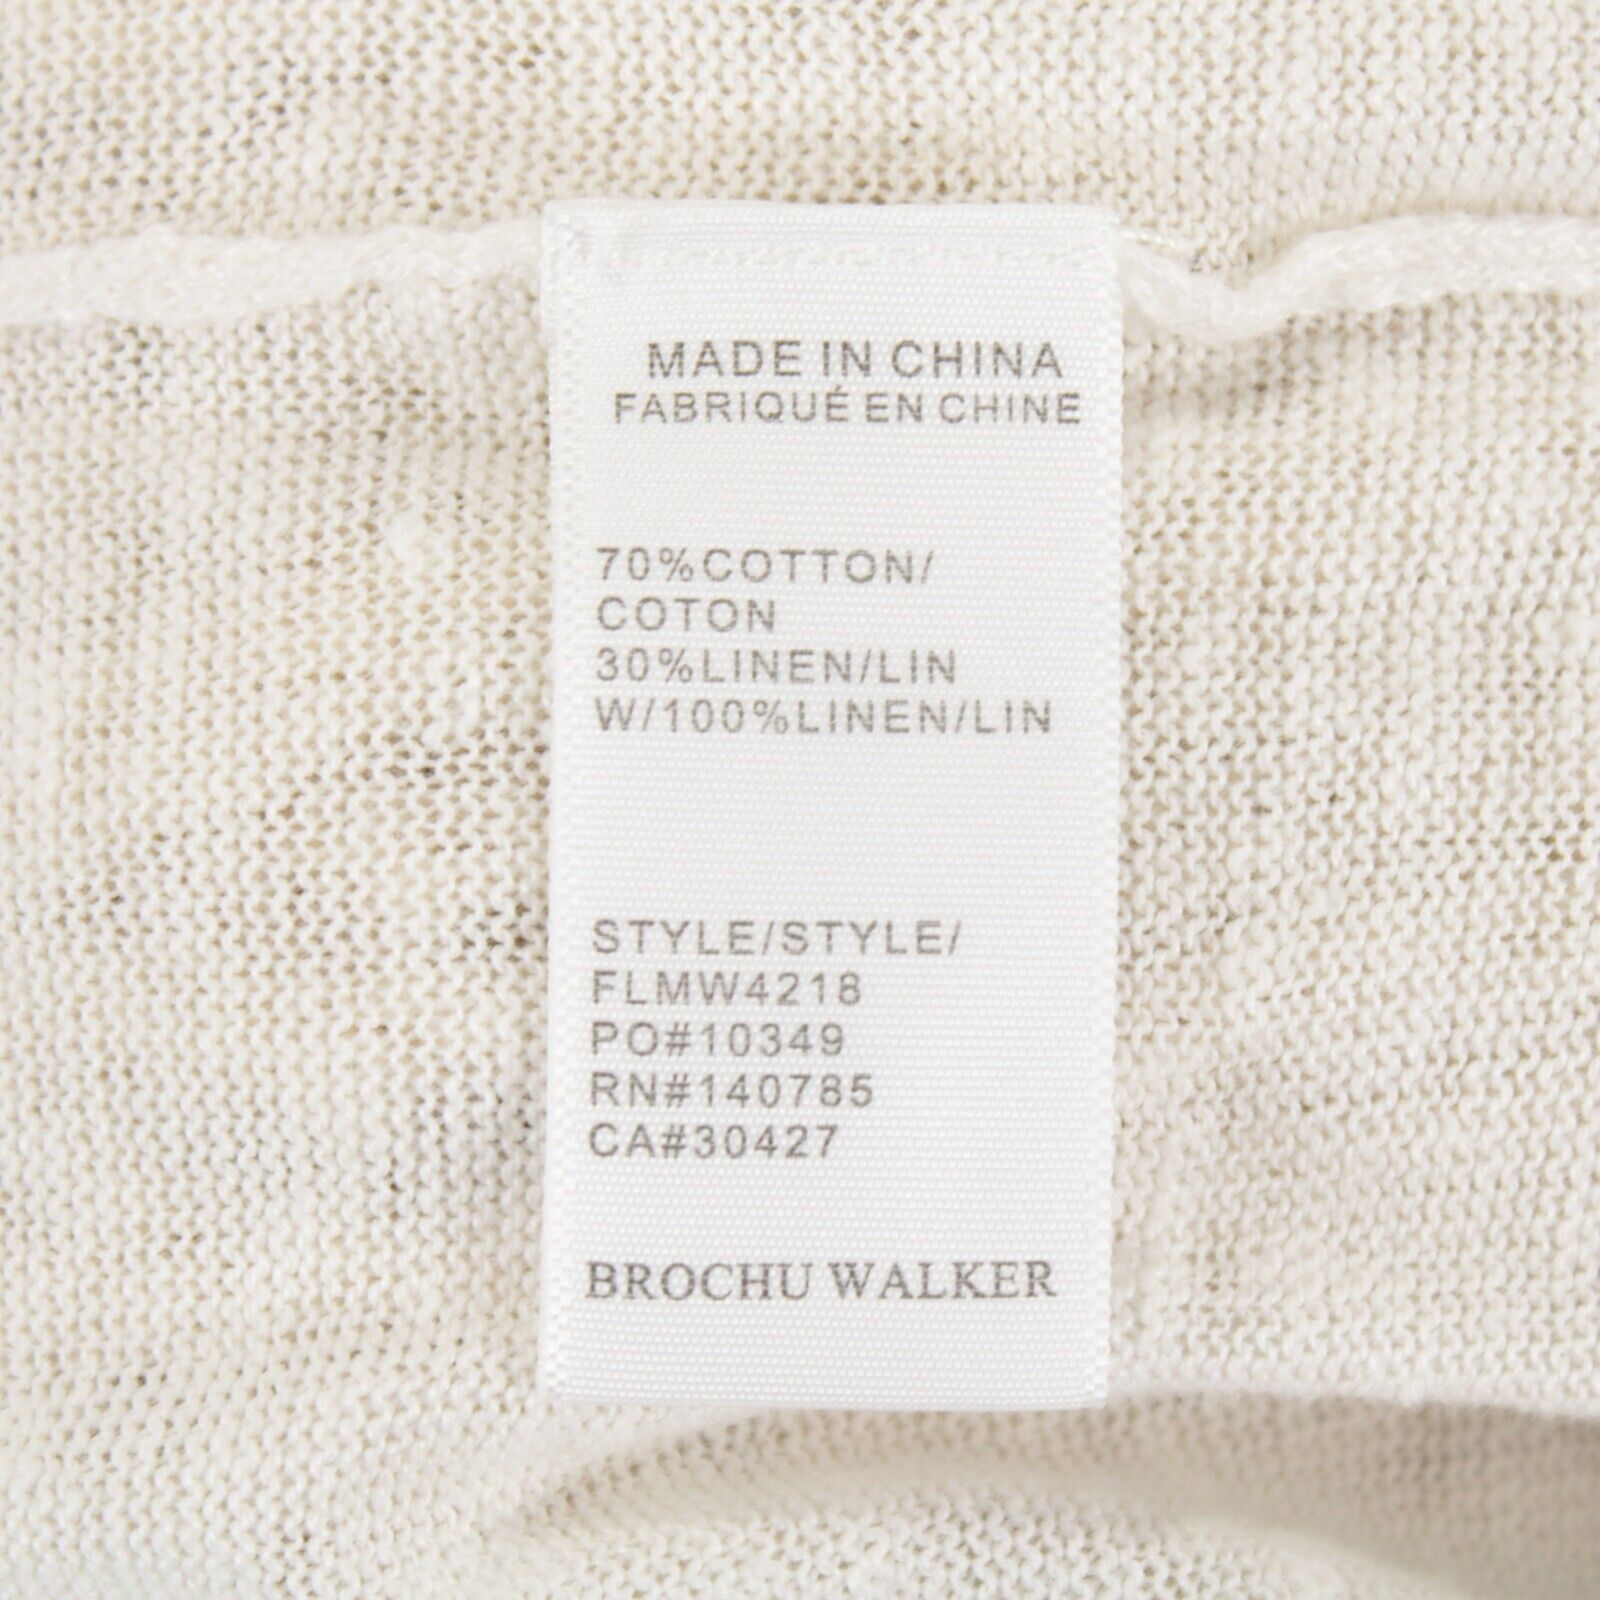 MADE IN CHINA
FABRIQUÉ EN CHINE
70%COTTON/
COTON
30%LINEN/LIN
W/100%LINEN/LIN
STYLE/STYLE/
FLMW4218
PO#10349
RN#140785
CA#30427
BROCHU WALKER